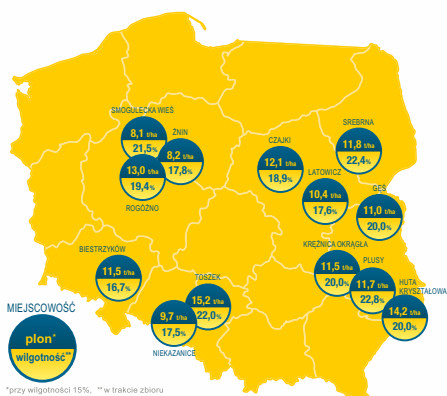 SMOGULECKA WIEŚ
8,1 t/ha
21,5%
ŻNIN
8,2 t/ha
17,8%
13,0 t/ha
19,4%
ROGÓŹNO
CZAJKI
12,1 t/ha
18,9%
SREBRNA
11,8 t/ha
22,4%
LATOWICZ
10,4 t/ha
17,6%
GĘŚ
11,0 t/ha
20,0%
BIESTRZYKÓW
11,5 t/ha
16,7%
TOSZEK
15,2 t/ha
22,0%
9,7 t/ha
17,5%
NIEKAZANICE
KRĘŻNICA OKRĄGŁA
11,5 t/ha
20,0%
PLUSY
11,7 t/ha
22,8%
HUTA
KRYSZTAŁOWA
14,2 t/ha
20,0%
MIEJSCOWOŚĆ
plon*
wilgotność**
*przy wilgotności 15%, **w trakcie zbioru